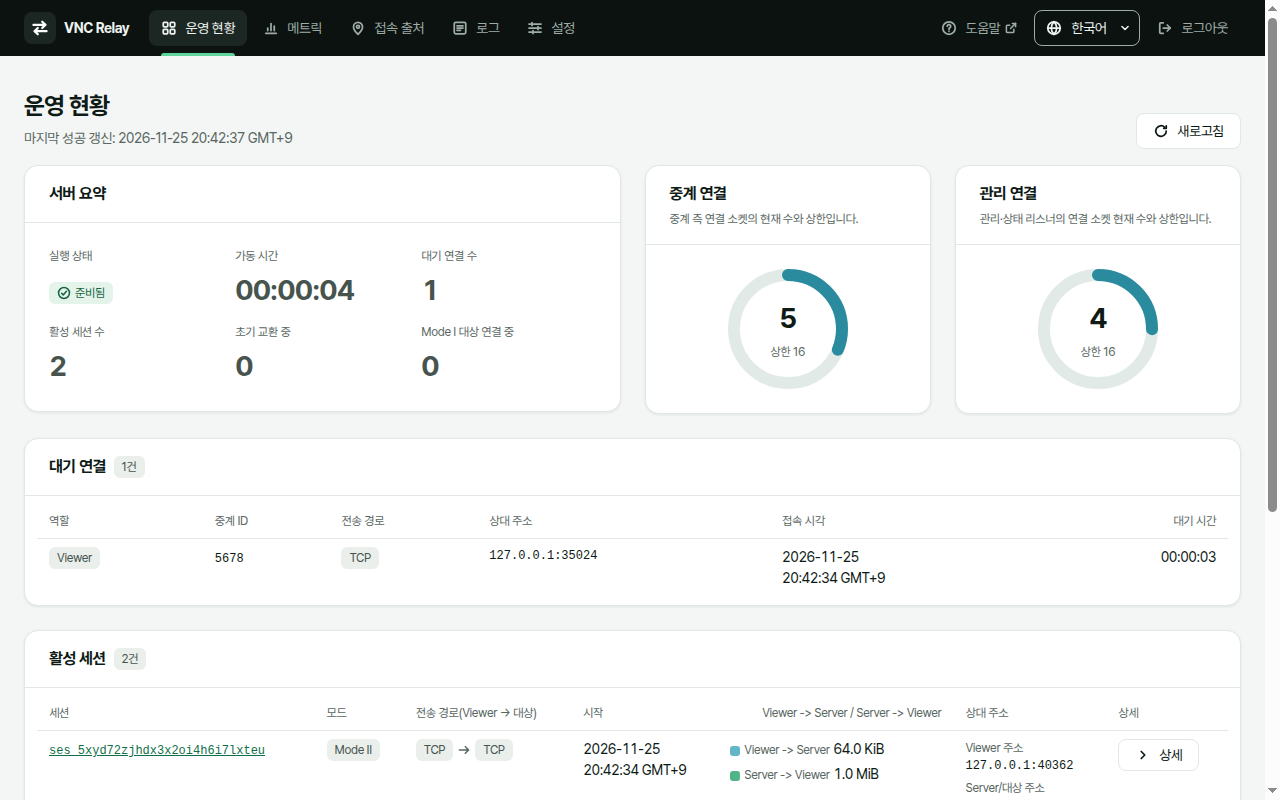 VNC Relay 운영 현황 메트릭 접속 출처 로그 설정 도움말 한국어 로그아웃
운영 현황
마지막 성공 갱신: 2026-11-25 20:42:37 GMT+9
새로고침
서버 요약
실행 상태 가동 시간 대기 연결 수
준비됨 00:00:04 1
활성 세션 수 초기 교환 중 Mode I 대상 연결 중
2 0 0
중계 연결
중계 측 연결 소켓의 현재 수와 상한입니다.
5
상한 16
관리 연결
관리·상태 리스너의 연결 소켓 현재 수와 상한입니다.
4
상한 16
대기 연결 1건
역할 중계 ID 전송 경로 상대 주소 접속 시각 대기 시간
Viewer 5678 TCP 127.0.0.1:35024 2026-11-25 00:00:03
20:42:34 GMT+9
활성 세션 2건
세션 모드 전송 경로(Viewer → 대상) 시작 Viewer -> Server / Server -> Viewer 상대 주소 상세
ses_5xyd72zjhdx3x2oi4h6i7lxteu Mode II TCP → TCP 2026-11-25 Viewer -> Server 64.0 KiB Viewer 주소 상세
20:42:34 GMT+9 Server -> Viewer 1.0 MiB 127.0.0.1:40362
Server/대상 주소